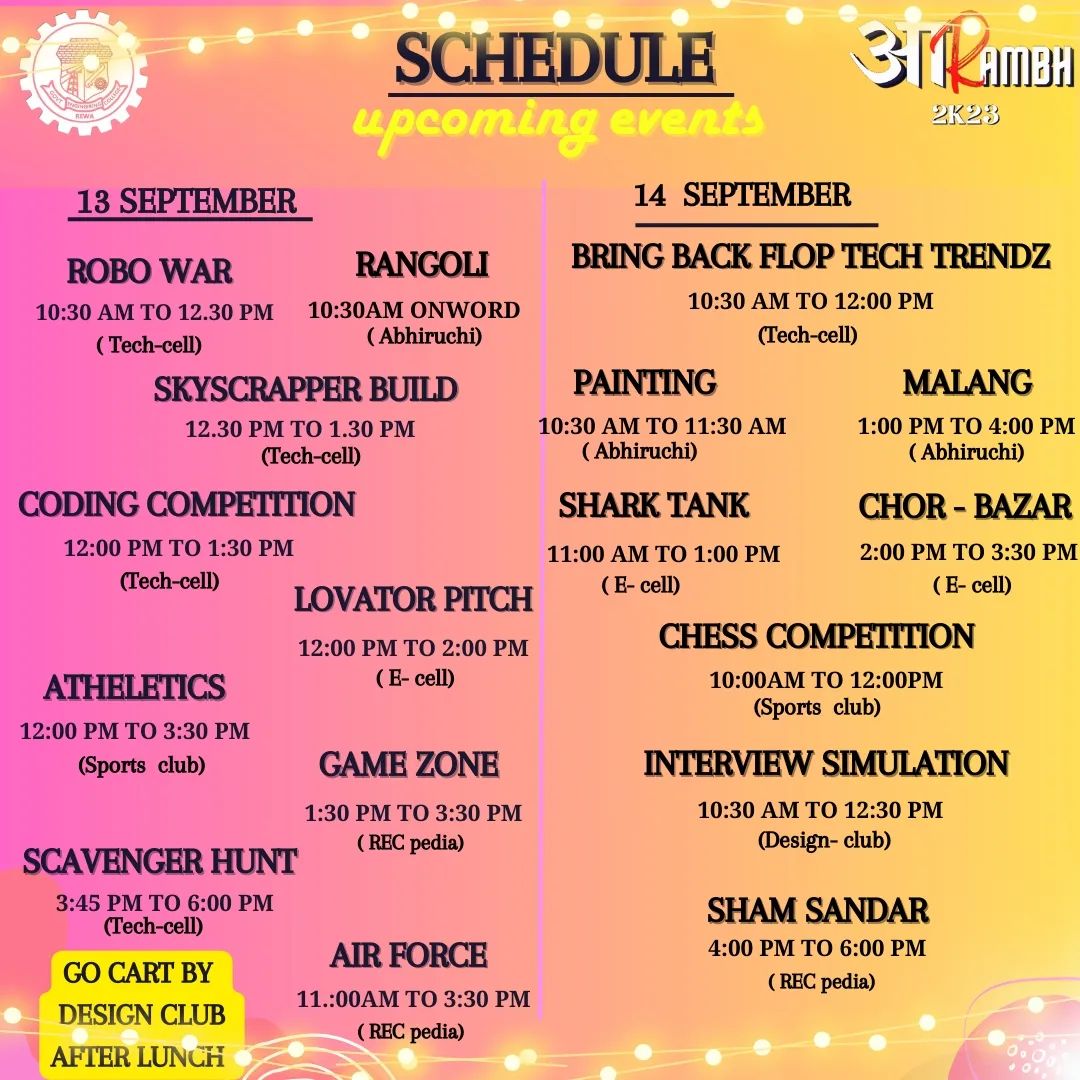 GOVT ENGINEERING COLLEGE
REWA
SCHEDULE
upcoming events
आRAMBH
2K23
13 SEPTEMBER
ROBO WAR
10:30 AM TO 12.30 PM
( Tech-cell)
RANGOLI
10:30AM ONWORD
( Abhiruchi)
SKYSCRAPPER BUILD
12.30 PM TO 1.30 PM
(Tech-cell)
CODING COMPETITION
12:00 PM TO 1:30 PM
(Tech-cell)
LOVATOR PITCH
12:00 PM TO 2:00 PM
( E- cell)
ATHELETICS
12:00 PM TO 3:30 PM
(Sports club)
GAME ZONE
1:30 PM TO 3:30 PM
( REC pedia)
SCAVENGER HUNT
3:45 PM TO 6:00 PM
(Tech-cell)
AIR FORCE
11.:00AM TO 3:30 PM
( REC pedia)
GO CART BY
DESIGN CLUB
AFTER LUNCH
14 SEPTEMBER
BRING BACK FLOP TECH TRENDZ
10:30 AM TO 12:00 PM
(Tech-cell)
PAINTING
10:30 AM TO 11:30 AM
( Abhiruchi)
MALANG
1:00 PM TO 4:00 PM
( Abhiruchi)
SHARK TANK
11:00 AM TO 1:00 PM
( E- cell)
CHOR - BAZAR
2:00 PM TO 3:30 PM
( E- cell)
CHESS COMPETITION
10:00AM TO 12:00PM
(Sports club)
INTERVIEW SIMULATION
10:30 AM TO 12:30 PM
(Design- club)
SHAM SANDAR
4:00 PM TO 6:00 PM
( REC pedia)